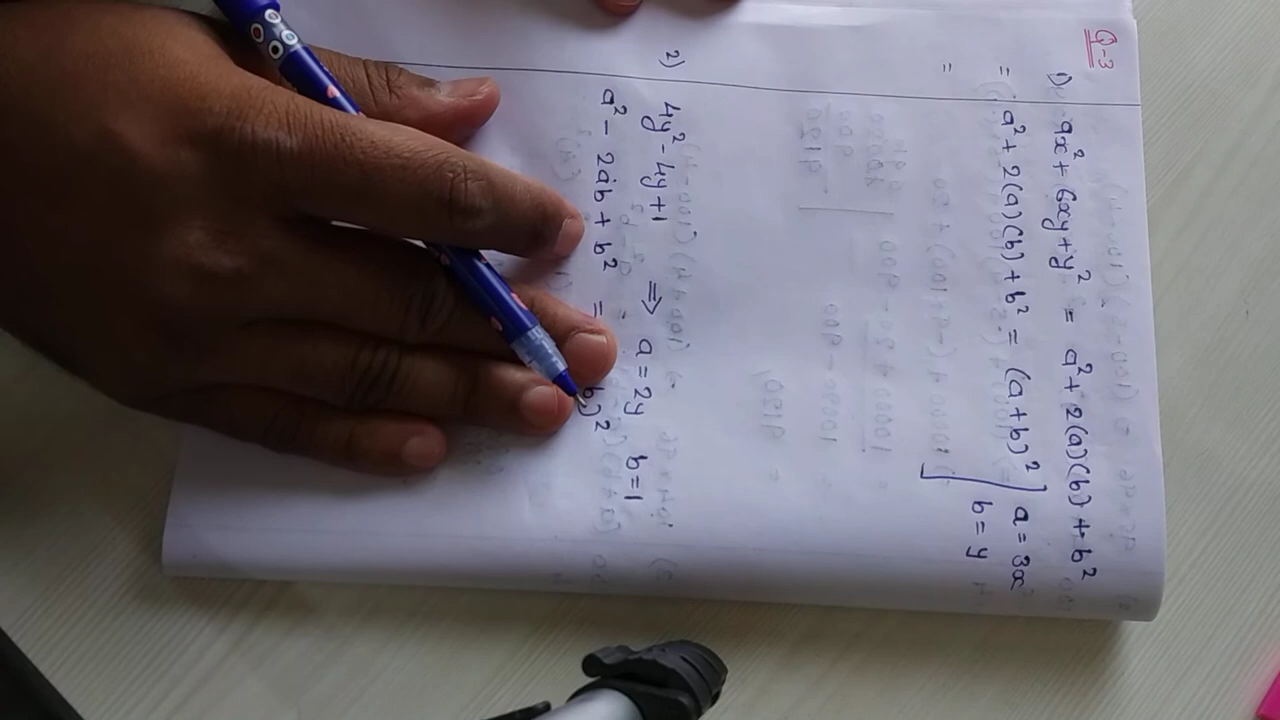 Q-3
1) 9x² + 6xy + y² = a² + 2(a)(b) + b²
= a² + 2(a)(b) + b² = (a+b)² ] a = 3x
= b = y
2) 4y² - 4y + 1 ⇒ a = 2y b = 1
a² - 2ab + b² = b)²